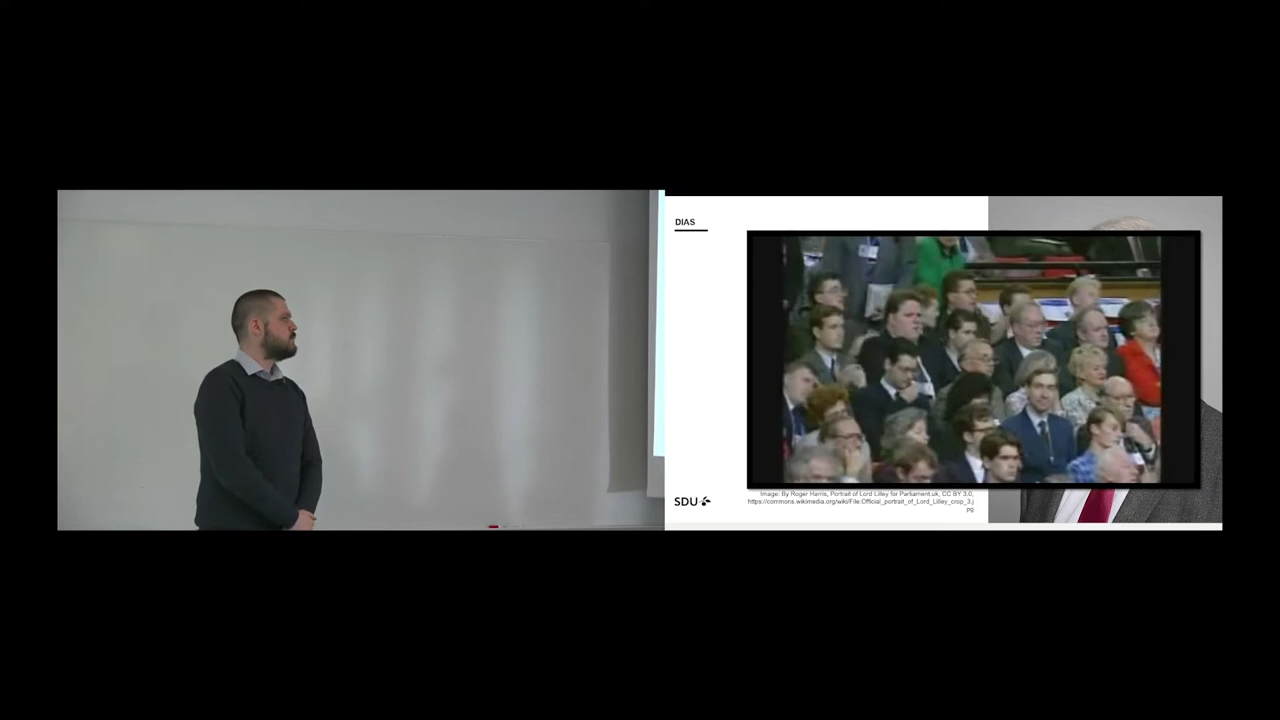 DIAS
SDU
Image: By Roger Harris, Portrait of Lord Lilley for Parliament.uk, CC BY 3.0,
https://commons.wikimedia.org/wiki/File:Official_portrait_of_Lord_Lilley_crop_3.j
pg